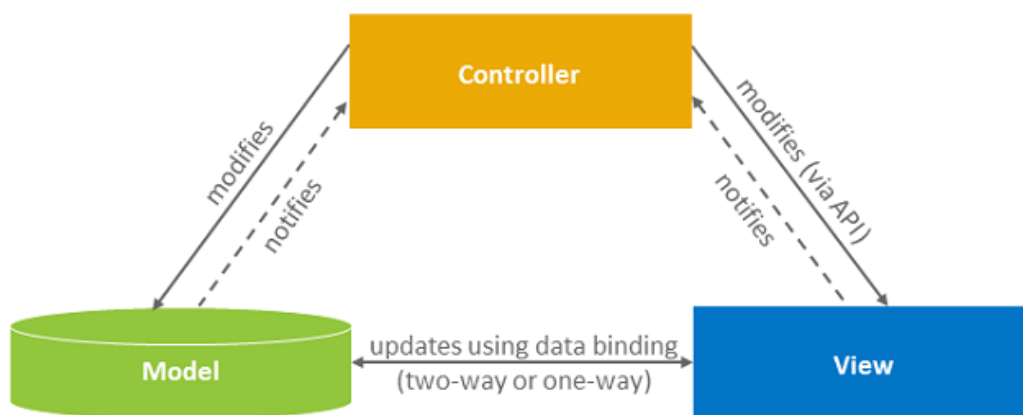 Controller
modifies
notifies
modifies (via API)
notifies
updates using data binding
(two-way or one-way)
Model
View